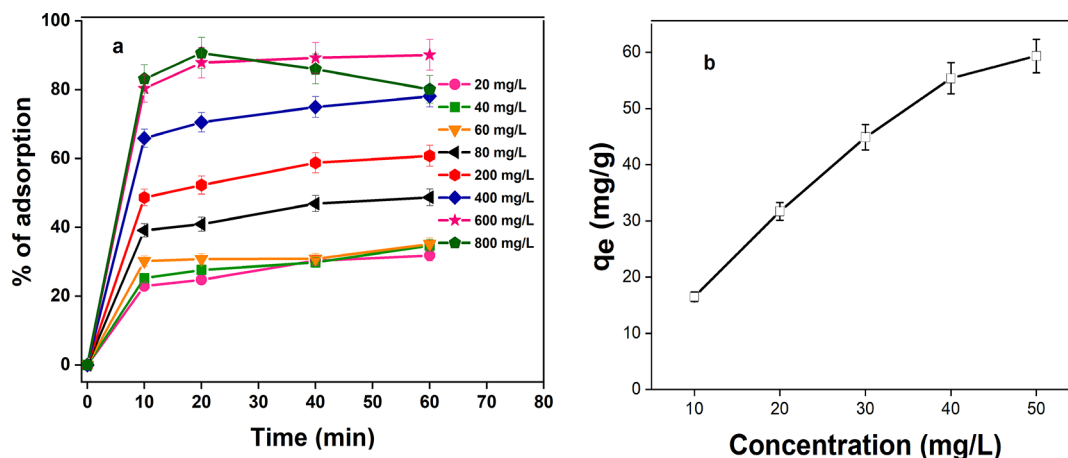 a
% of adsorption
100
80
60
40
20
0
0 10 20 30 40 50 60 70 80
Time (min)
20 mg/L
40 mg/L
60 mg/L
80 mg/L
200 mg/L
400 mg/L
600 mg/L
800 mg/L
b
qe (mg/g)
60
50
40
30
20
10
0
10 20 30 40 50
Concentration (mg/L)